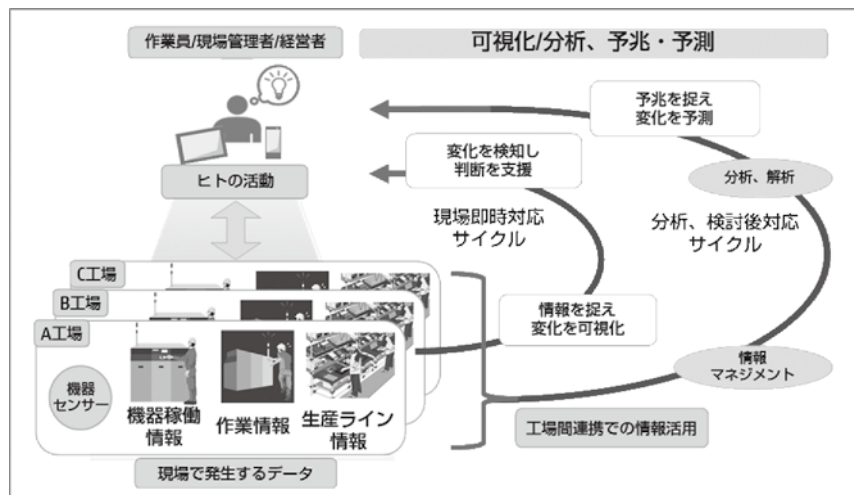 作業員/現場管理者/経営者
可視化/分析、予兆・予測
予兆を捉え
変化を予測
変化を検知し
判断を支援
ヒトの活動
分析、解析
現場即時対応
サイクル
分析、検討後対応
サイクル
C工場
B工場
A工場
情報を捉え
変化を可視化
機器
センサー
機器稼働
情報
作業情報
生産ライン
情報
情報
マネジメント
工場間連携での情報活用
現場で発生するデータ